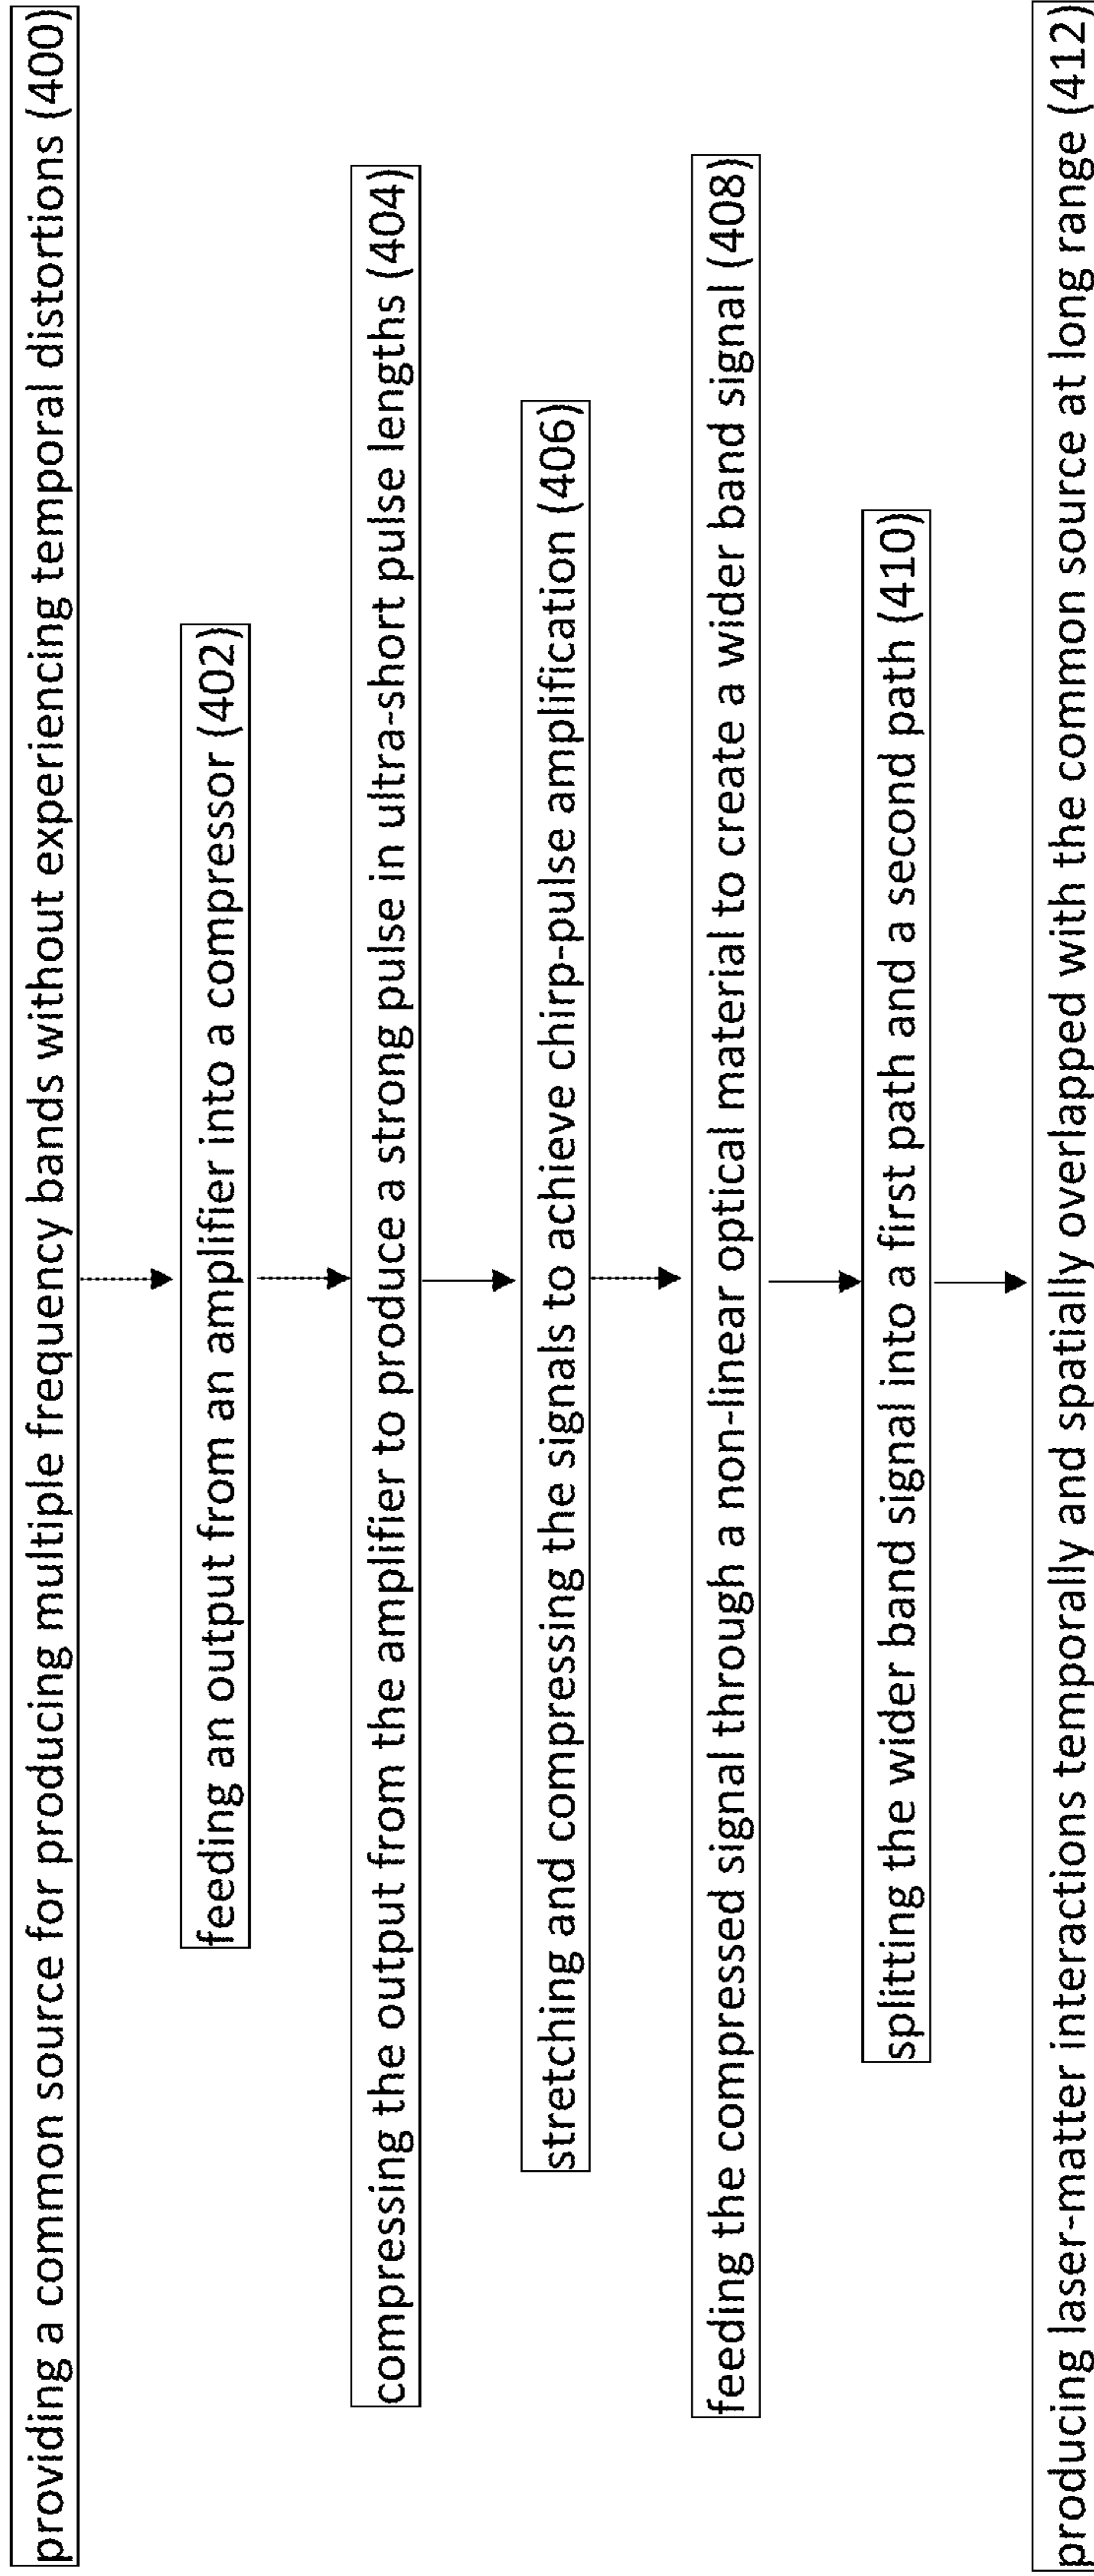 providing a common source for producing multiple frequency bands without experiencing temporal distortions (400)
feeding an output from an amplifier into a compressor (402)
compressing the output from the amplifier to produce a strong pulse in ultra-short pulse lengths (404)
stretching and compressing the signals to achieve chirp-pulse amplification (406)
feeding the compressed signal through a non-linear optical material to create a wider band signal (408)
splitting the wider band signal into a first path and a second path (410)
producing laser-matter interactions temporally and spatially overlapped with the common source at long range (412)